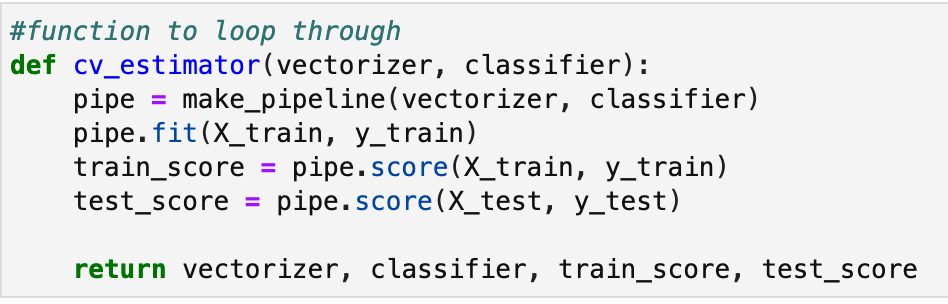 #function to loop through
def cv_estimator(vectorizer, classifier):
    pipe = make_pipeline(vectorizer, classifier)
    pipe.fit(X_train, y_train)
    train_score = pipe.score(X_train, y_train)
    test_score = pipe.score(X_test, y_test)

    return vectorizer, classifier, train_score, test_score